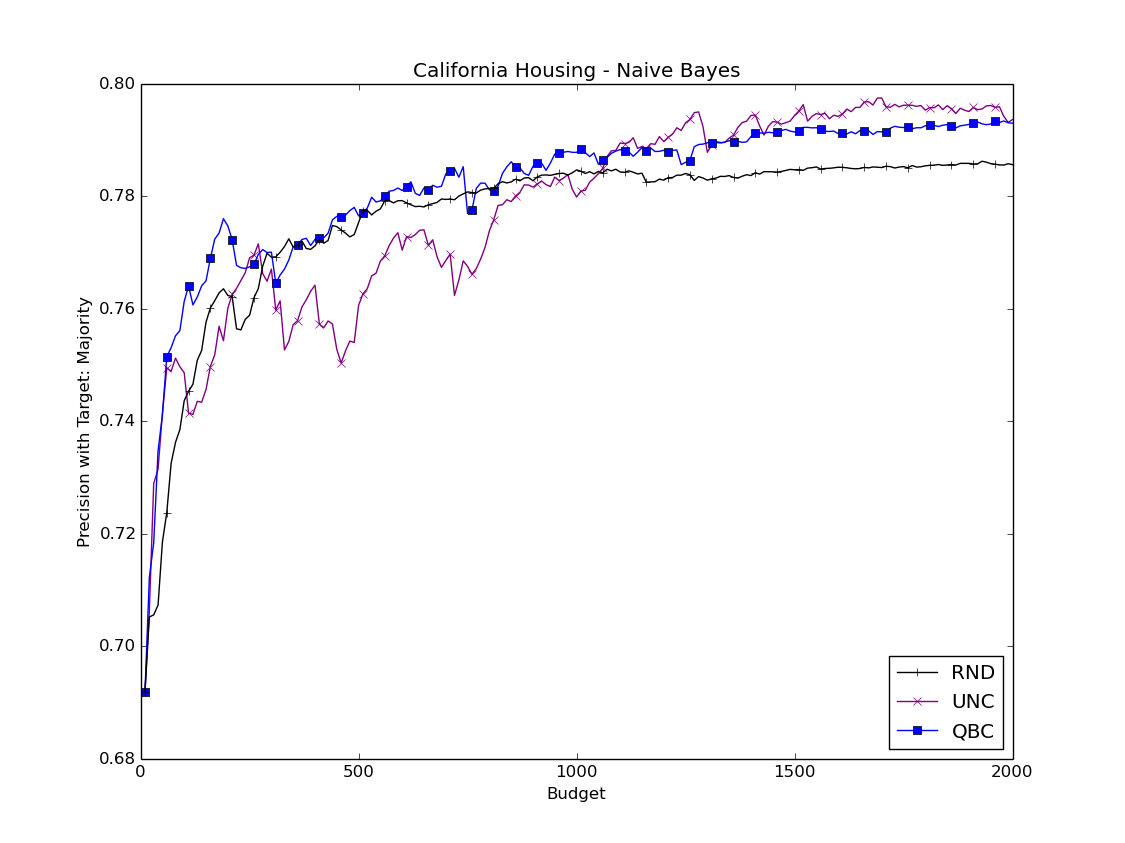 California Housing - Naive Bayes
0.80
0.78
0.76
0.74
0.72
0.70
0.68
Precision with Target: Majority
RND
UNC
QBC
0 500 1000 1500 2000
Budget